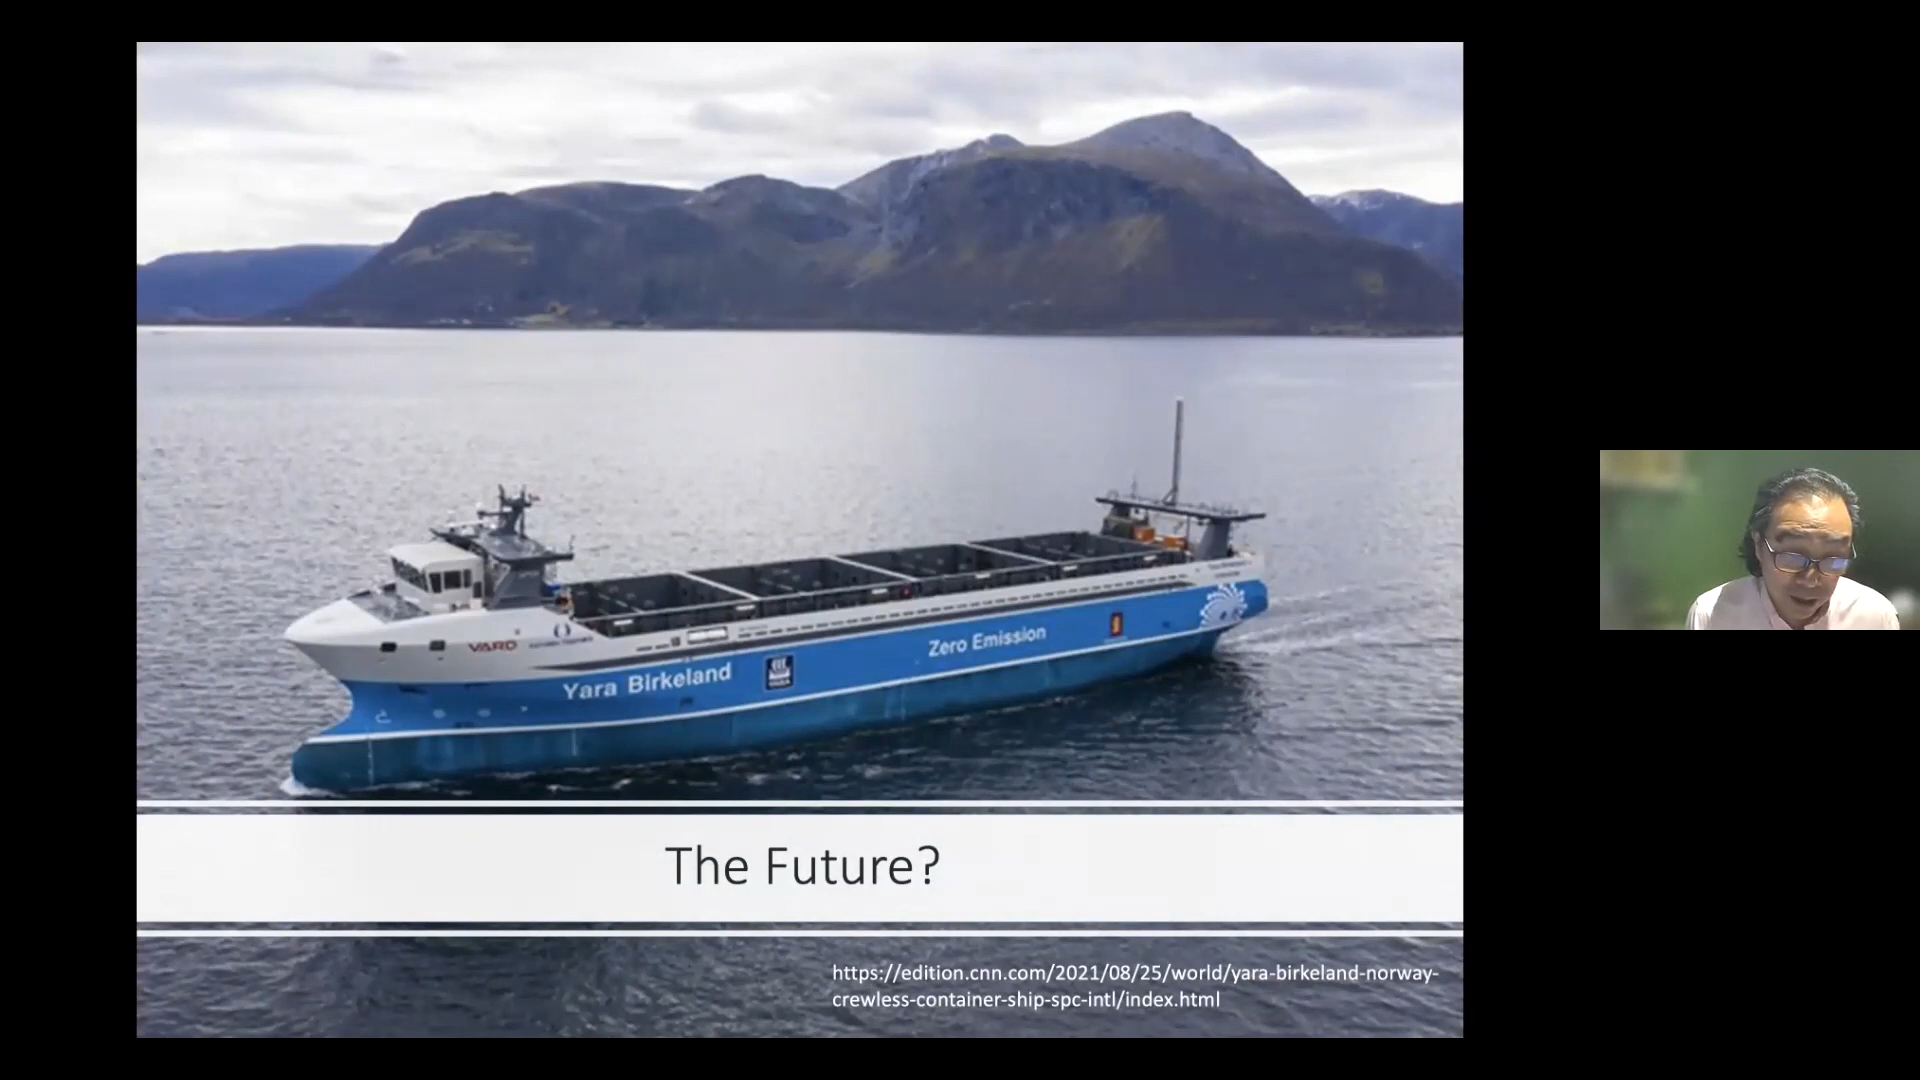 VARD
Yara Birkeland
Zero Emission
The Future?
https://edition.cnn.com/2021/08/25/world/yara-birkeland-norway-
crewless-container-ship-spc-intl/index.html